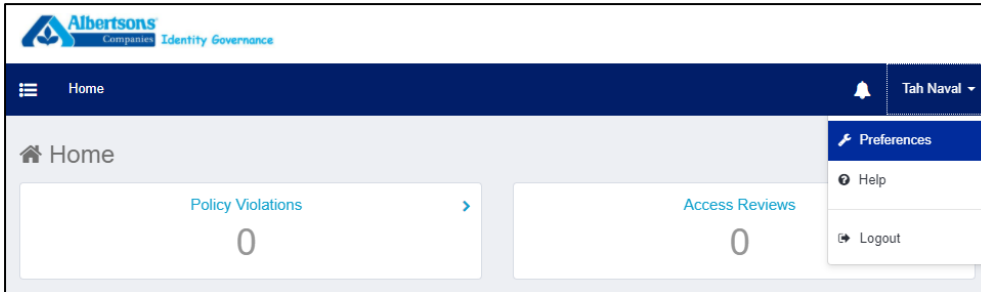 Albertsons
Companies Identity Governance
Home Tah Naval
Preferences
Help
Logout
Home
Policy Violations
0
Access Reviews
0